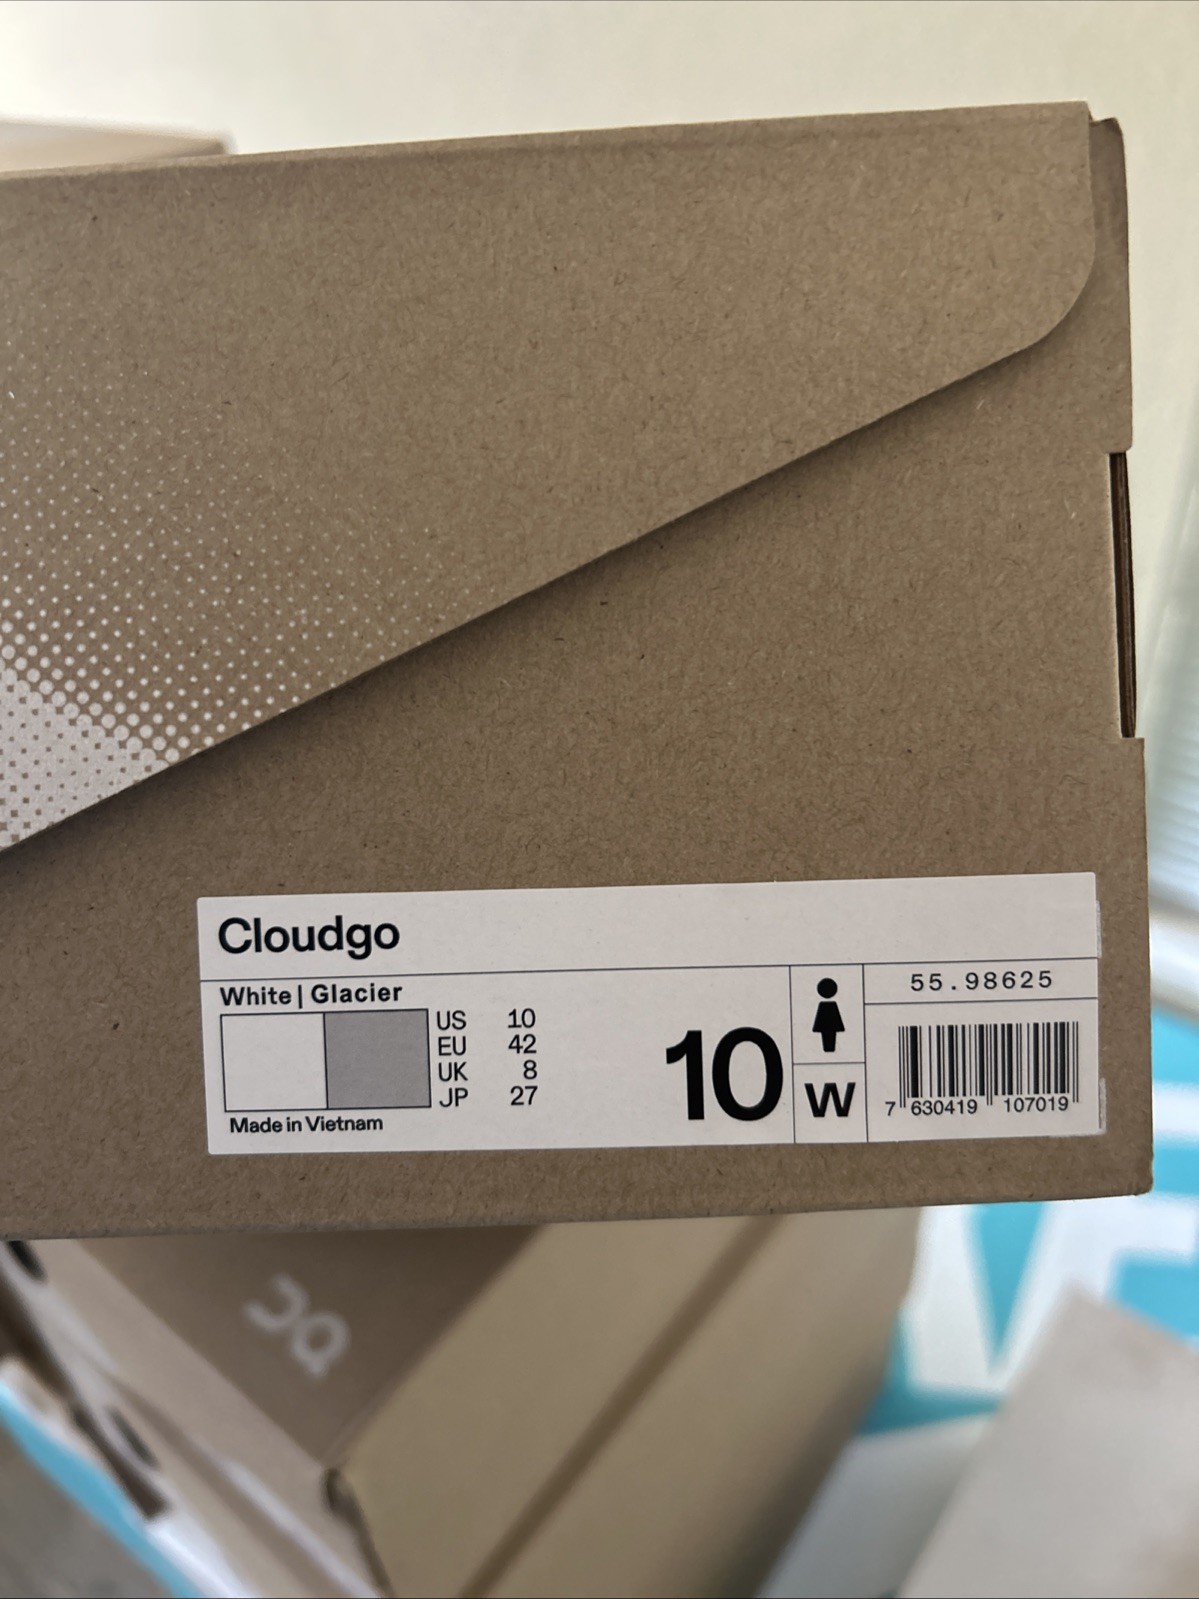 Cloudgo
White | Glacier
US 10
EU 42
UK 8
JP 27
Made in Vietnam
10
W
55.98625
7 630419 107019